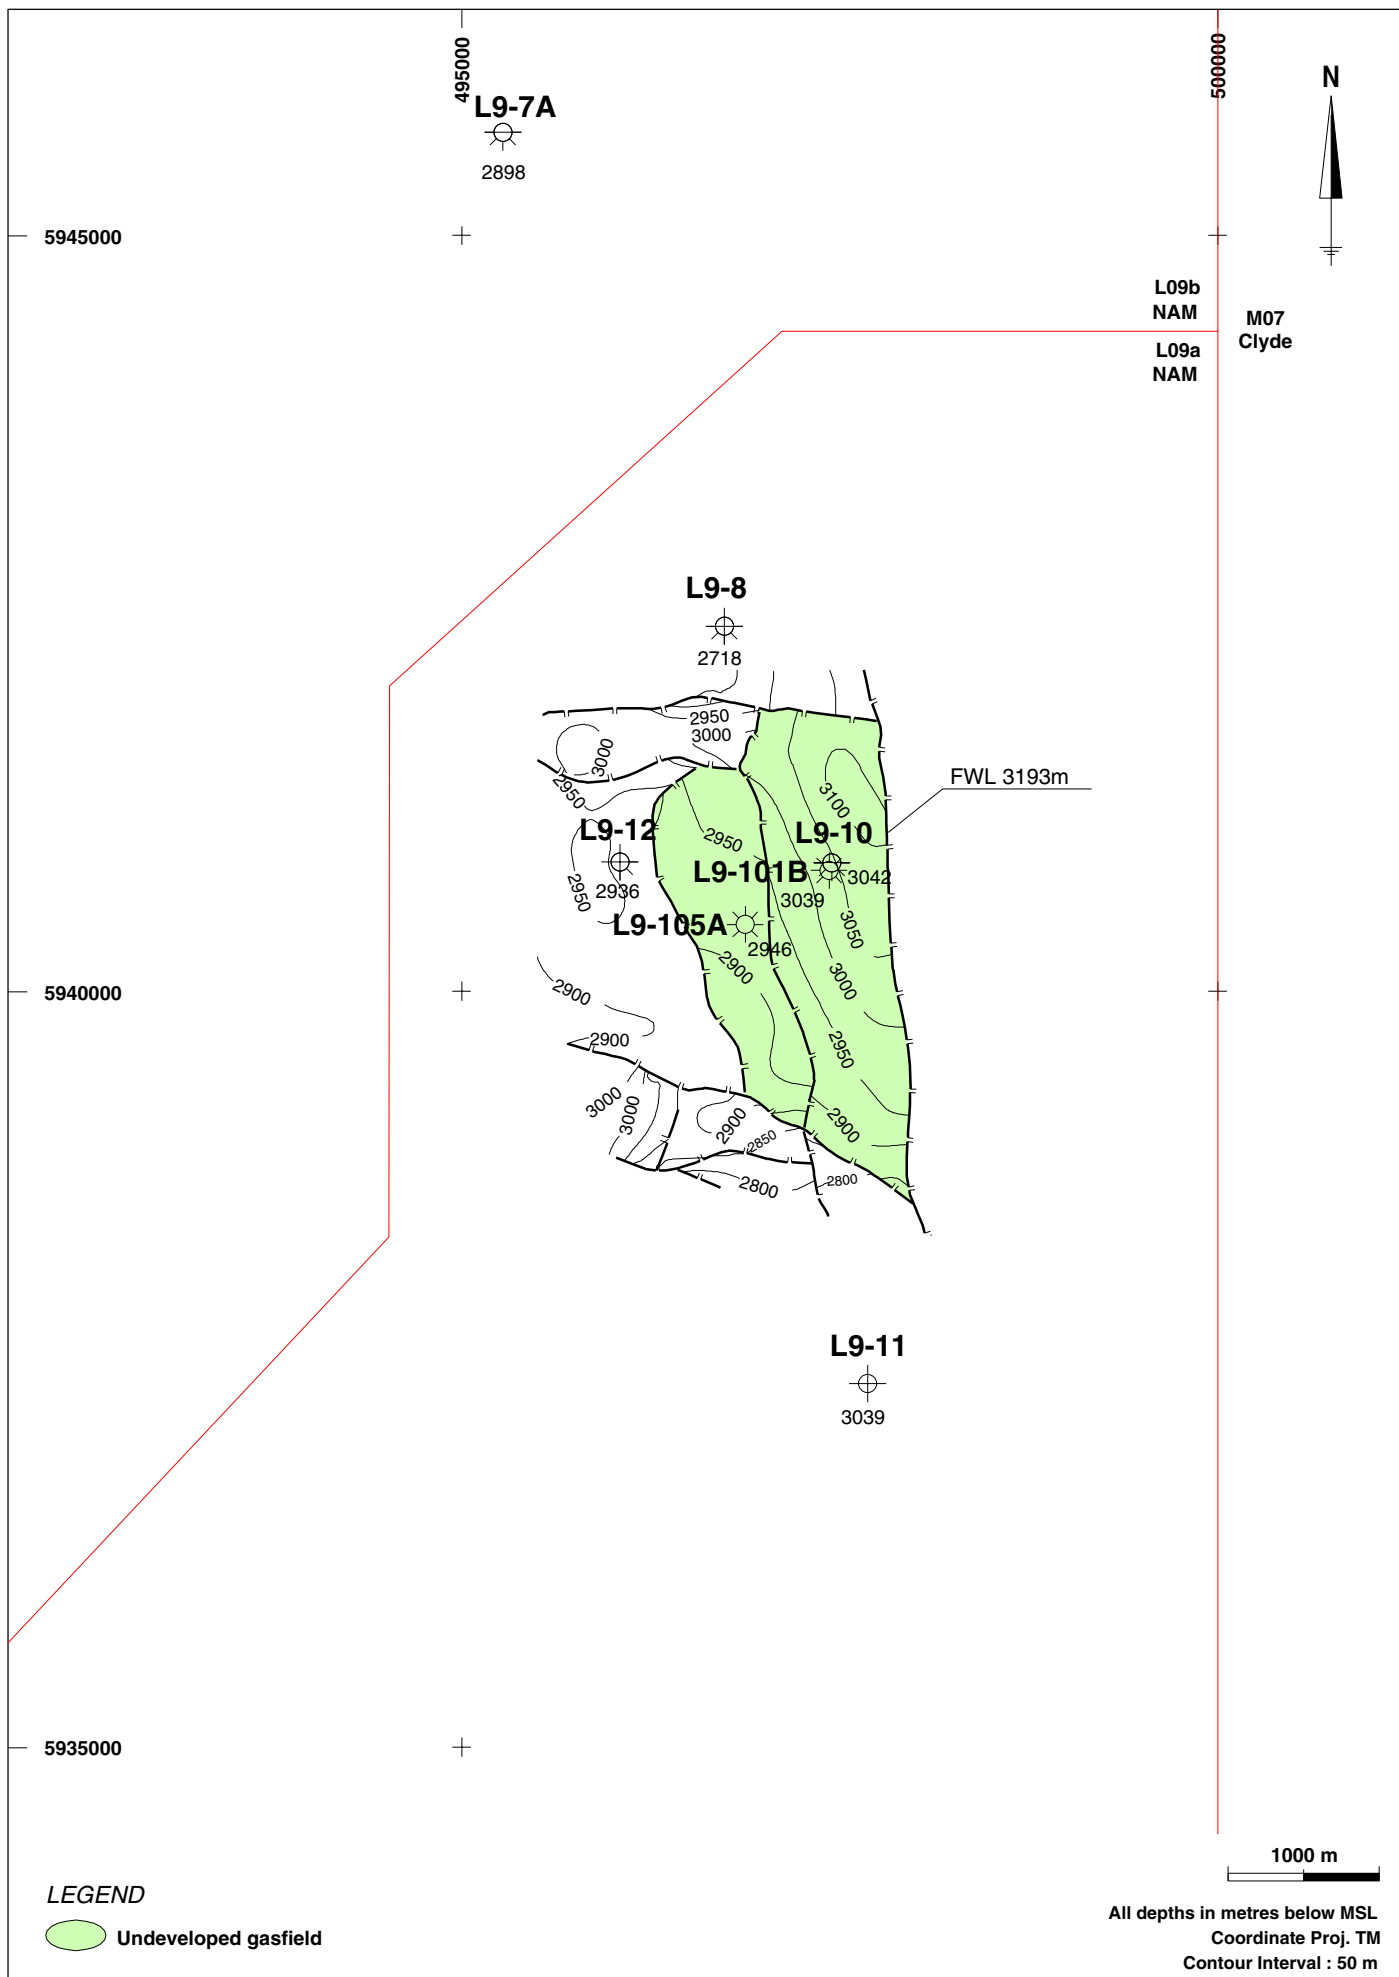 495000
500000
N
L9-7A
2898
5945000
L09b
NAM
M07
Clyde
L09a
NAM
L9-8
2718
2950
3000
3000
2950
FWL 3193m
3100
L9-12
2950
L9-10
L9-101B
3042
2936
2950
3039
3050
L9-105A
2946
2900
3000
2900
5940000
2900
2950
3000
3000
2900
2900
2850
2800
2800
L9-11
3039
5935000
1000 m
LEGEND
Undeveloped gasfield
All depths in metres below MSL
Coordinate Proj. TM
Contour Interval : 50 m